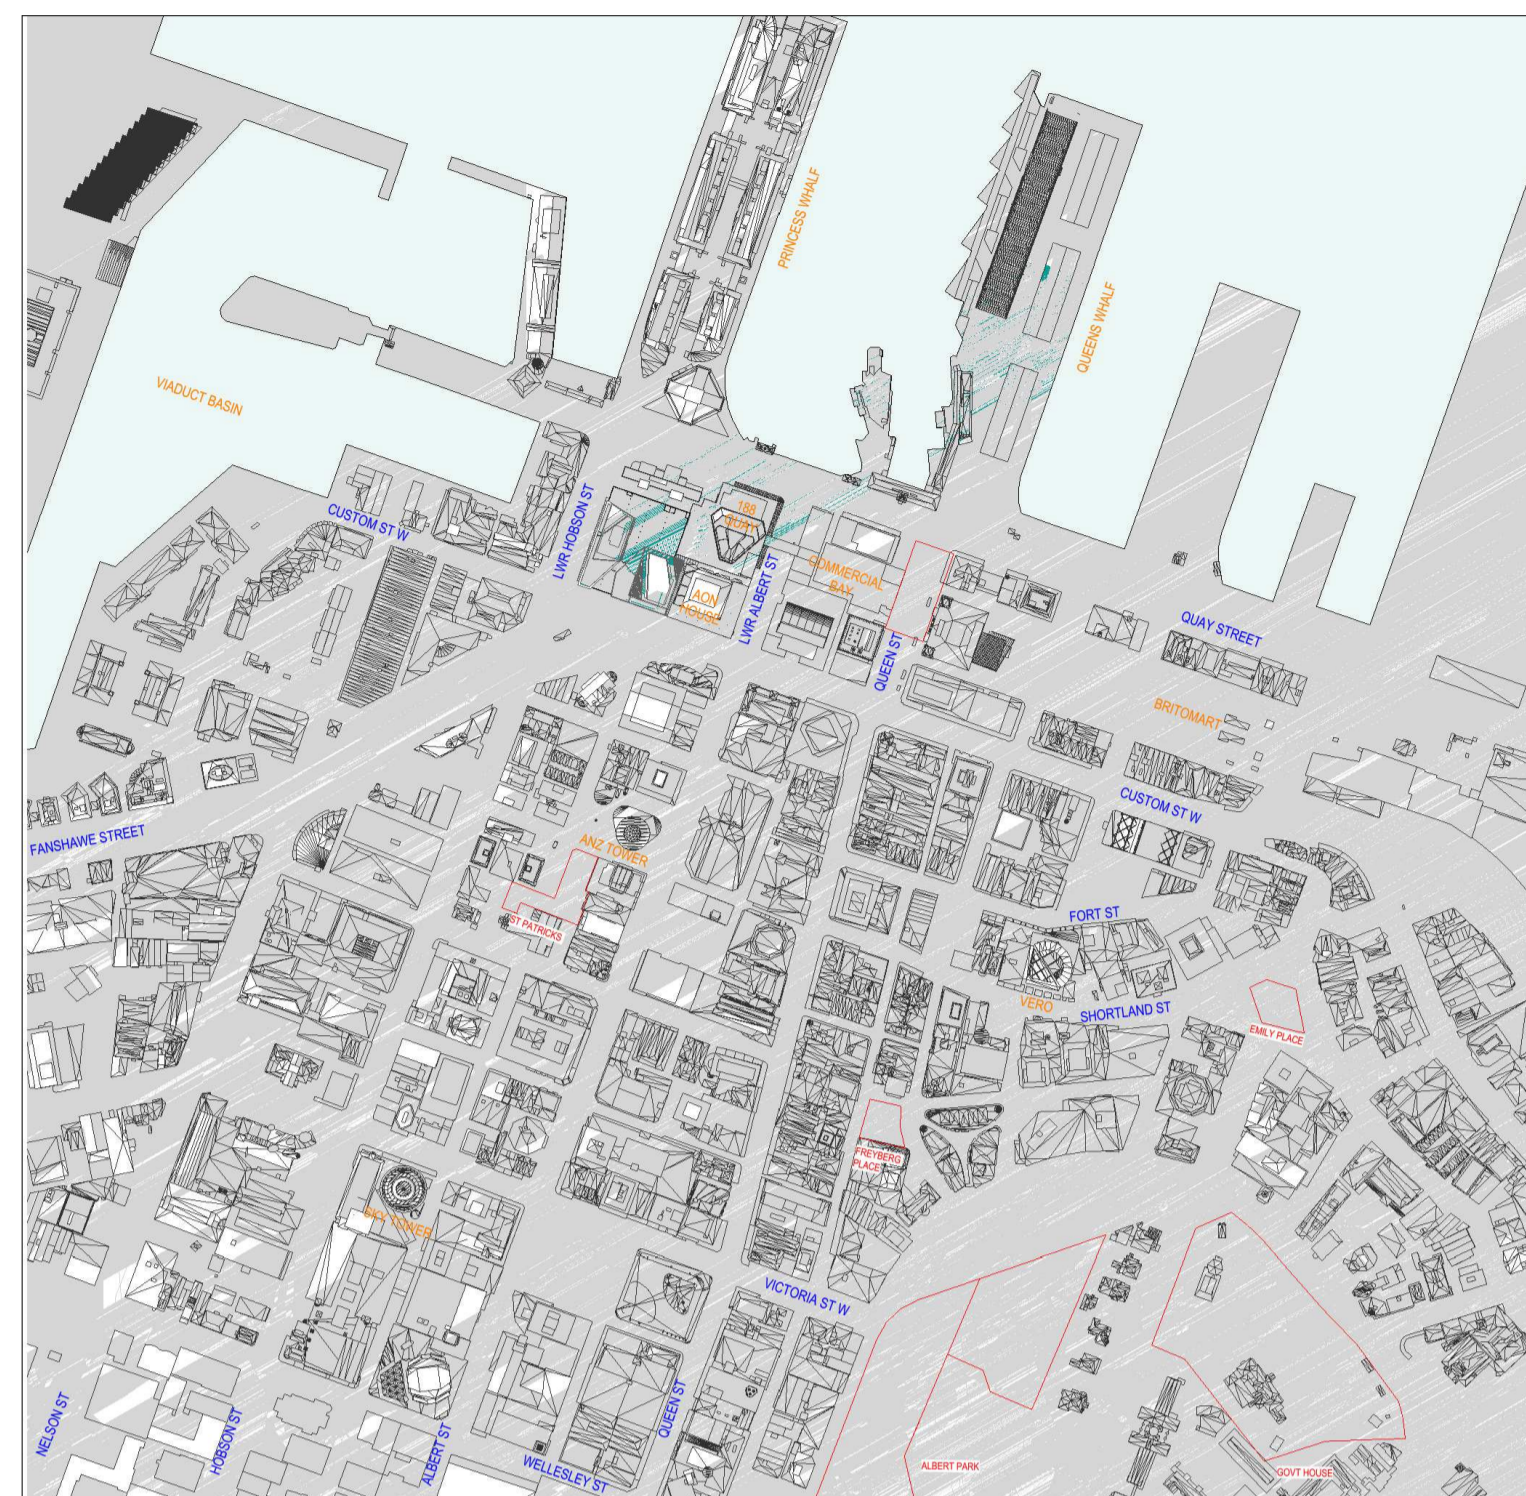 PRINCESS WHALF
QUEENS WHALF
VIADUCT BASIN
CUSTOM ST W
LWR HOBSON ST
188
QUAY
LWR ALBERT ST
COMMERCIAL
BAY
AON
HOUSE
QUEEN ST
QUAY STREET
BRITOMART
CUSTOM ST W
FANSHAWE STREET
ANZ TOWER
ST PATRICKS
FORT ST
VERO
SHORTLAND ST
EMILY PLACE
FREYBERG
PLACE
SKY TOWER
VICTORIA ST W
NELSON ST
HOBSON ST
ALBERT ST
WELLESLEY ST
QUEEN ST
ALBERT PARK
GOVT HOUSE